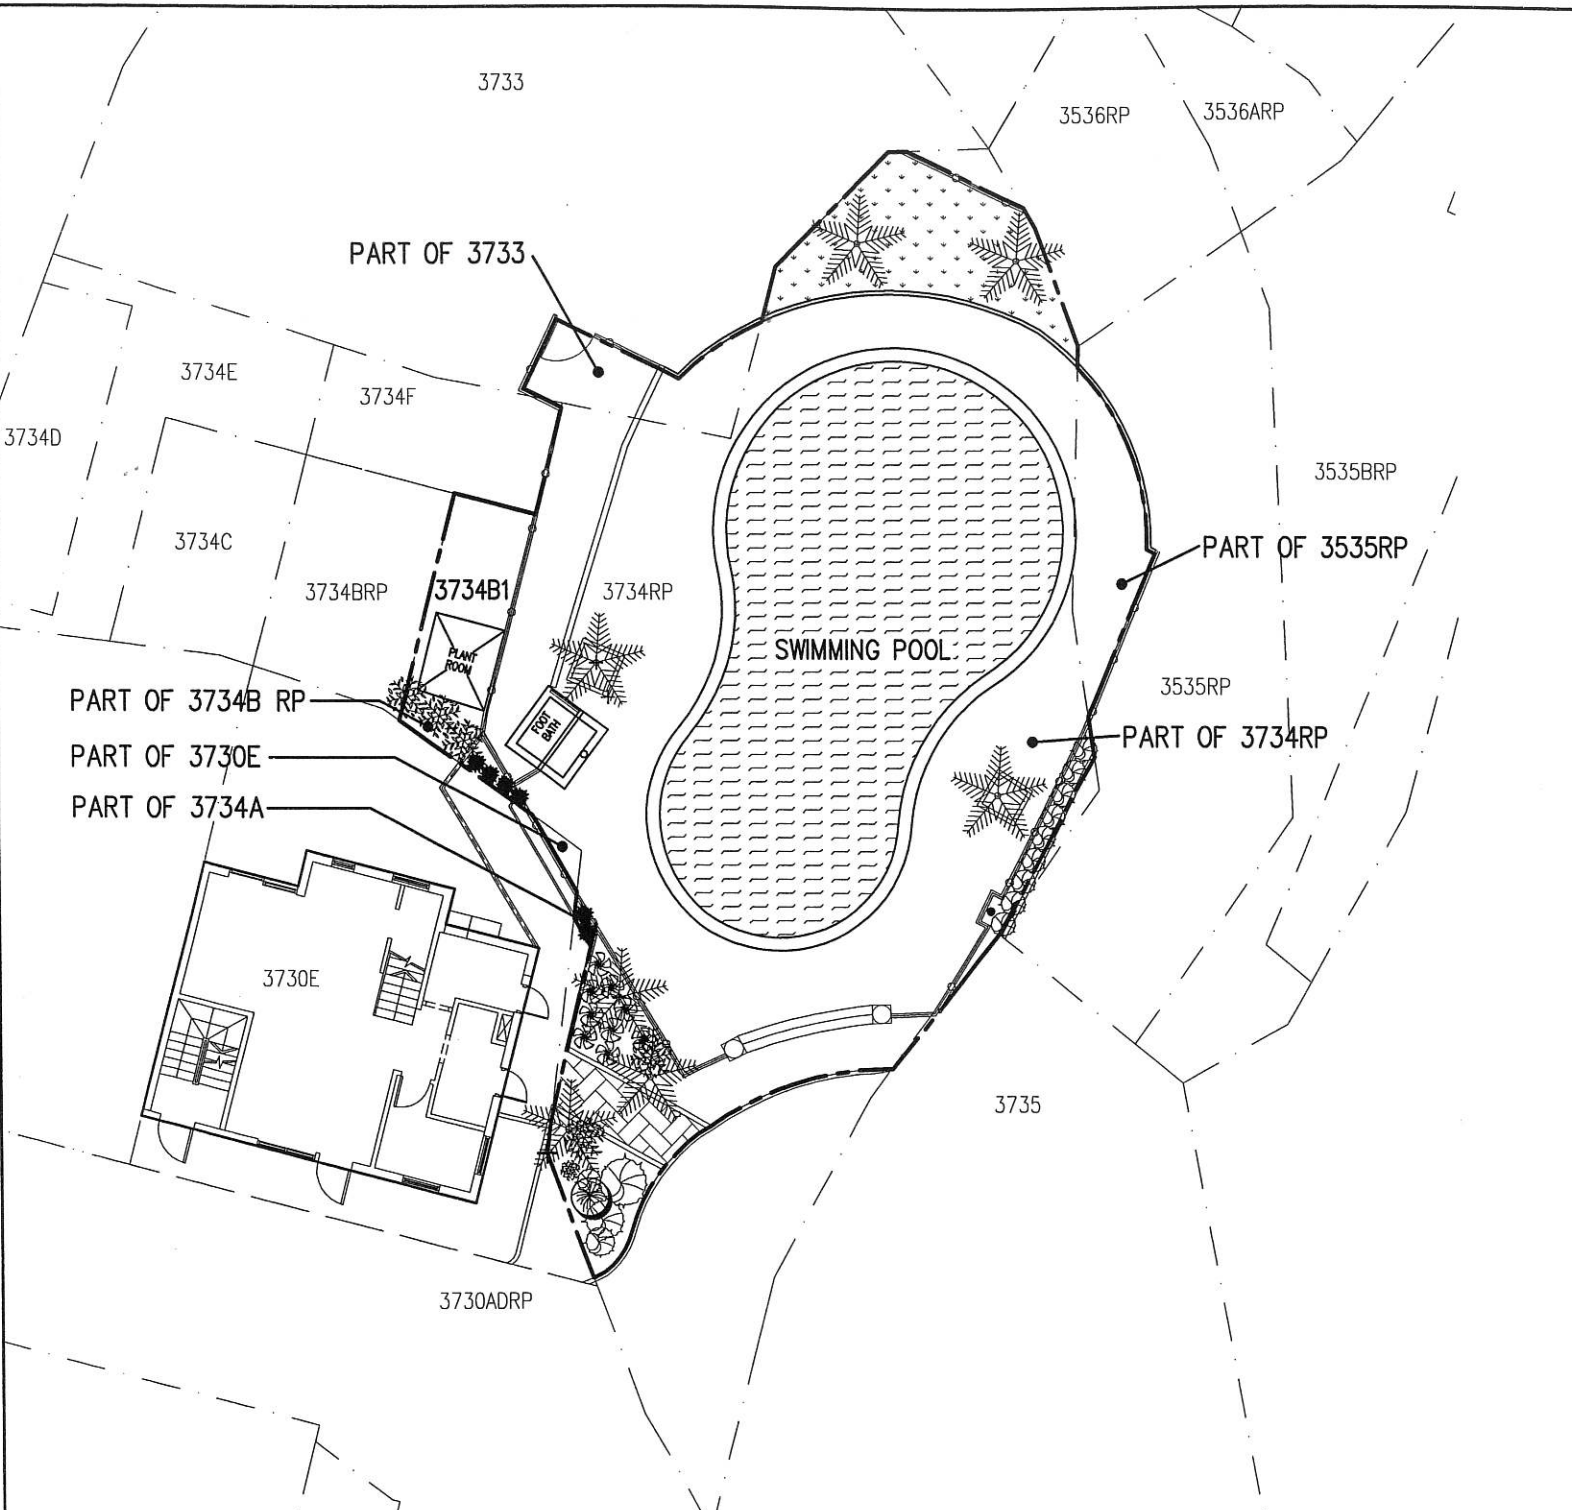 3733
3536RP
3536ARP
PART OF 3733
3734E
3734F
3734D
3535BRP
3734C
PART OF 3535RP
3734BRP
3734B1
3734RP
SWIMMING POOL
PLANT
ROOM
3535RP
PART OF 3734B RP
FOOT
BATH
PART OF 3734RP
PART OF 3730E
PART OF 3734A
3730E
3735
3730ADRP